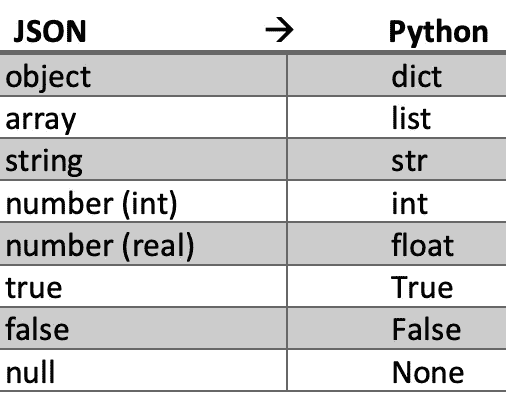 JSON → Python
object dict
array list
string str
number (int) int
number (real) float
true True
false False
null None